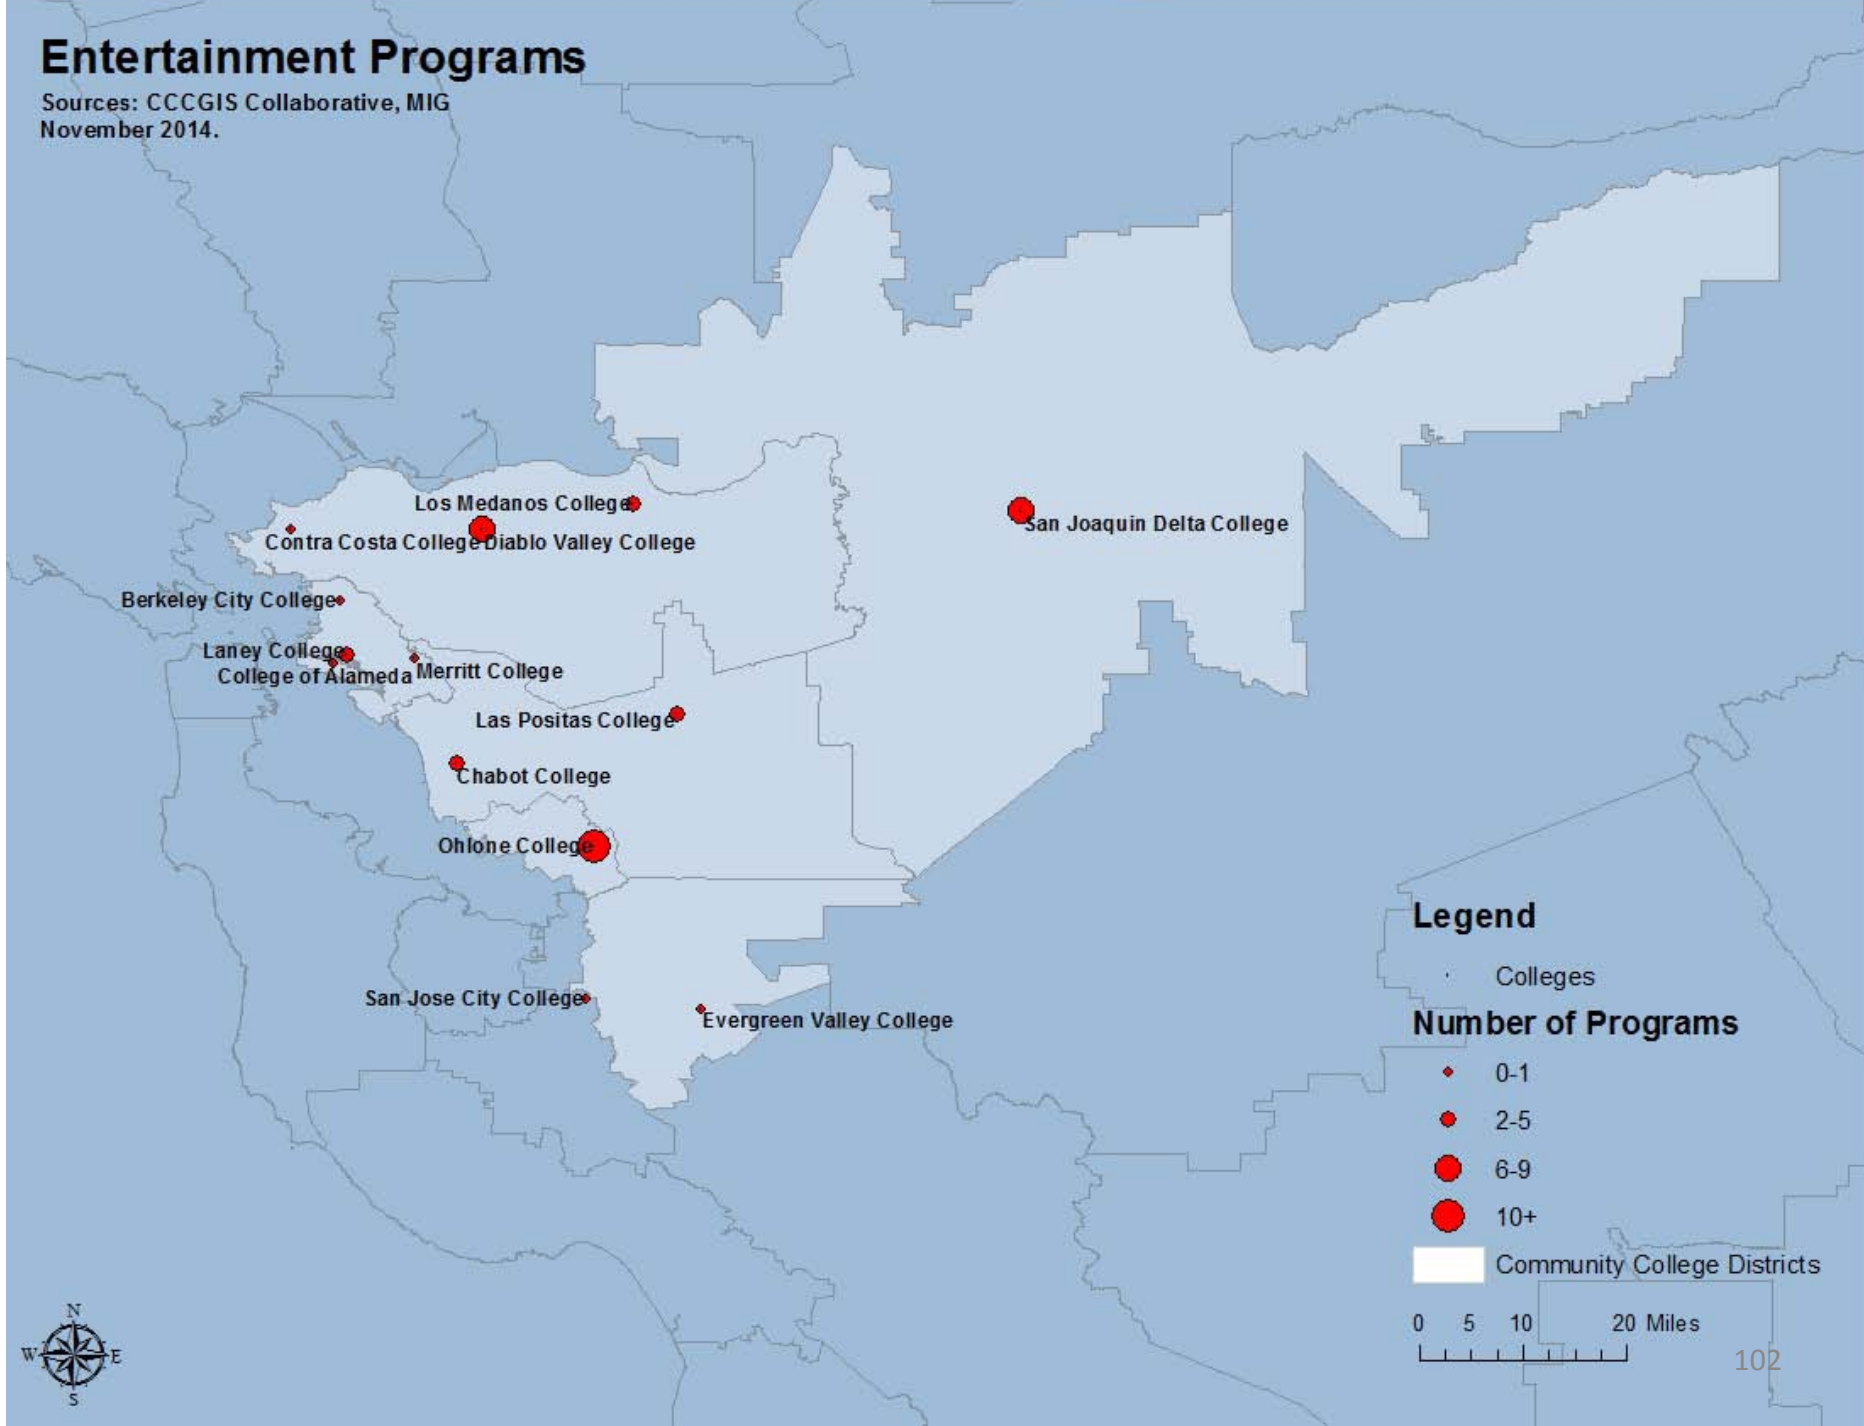 Entertainment Programs
Sources: CCCGIS Collaborative, MIG
November 2014.
Los Medanos College
San Joaquin Delta College
Contra Costa College
Diablo Valley College
Berkeley City College
Laney College
College of Alameda
Merritt College
Las Positas College
Chabot College
Ohlone College
San Jose City College
Evergreen Valley College
Legend
Colleges
Number of Programs
0-1
2-5
6-9
10+
Community College Districts
0 5 10 20 Miles
102
N
W E
S